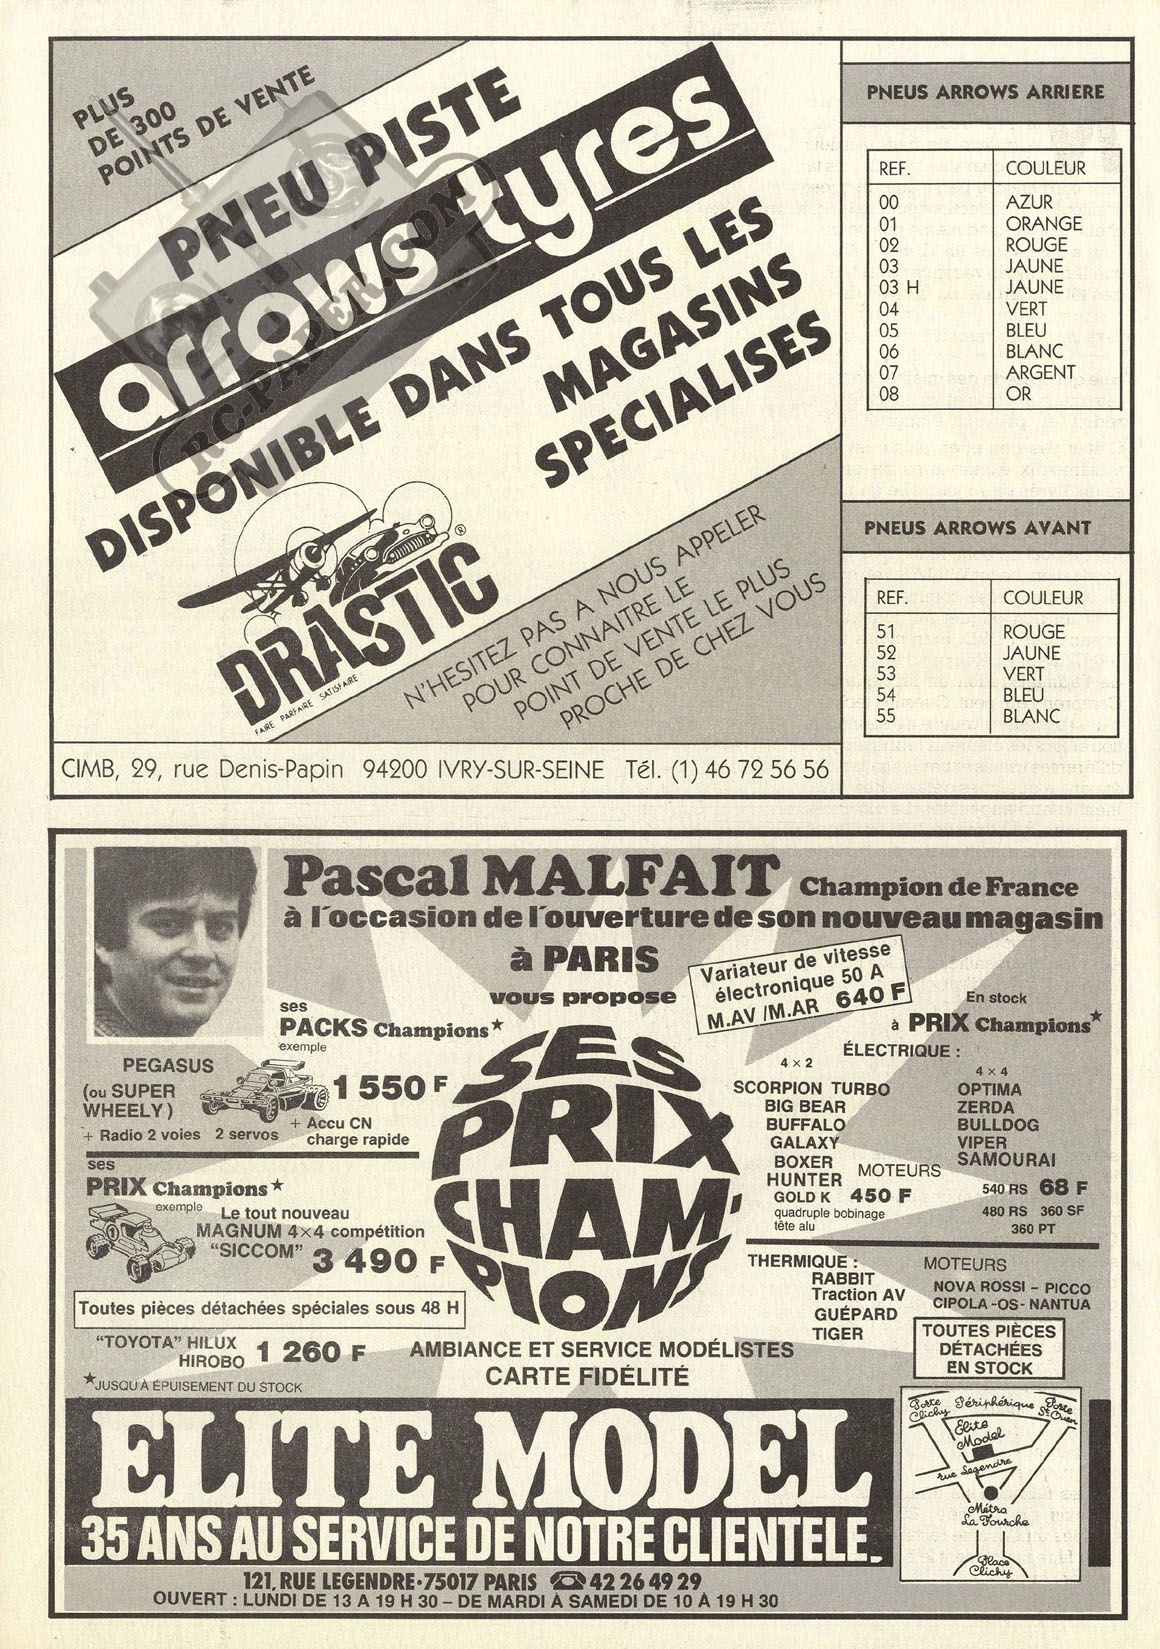 PLUS
DE 300
POINTS DE VENTE
PNEU PISTE
arrows tyres
DISPONIBLE DANS TOUS LES
MAGASINS
SPECIALISES
RC-PAPER.COM
DRASTIC ®
FAIRE PARFAIRE SATISFAIRE
N'HESITEZ PAS A NOUS APPELER
POUR CONNAITRE LE
POINT DE VENTE LE PLUS
PROCHE DE CHEZ VOUS
CIMB, 29, rue Denis-Papin 94200 IVRY-SUR-SEINE Tél. (1) 46 72 56 56
PNEUS ARROWS ARRIERE
REF. COULEUR
00 AZUR
01 ORANGE
02 ROUGE
03 JAUNE
03 H JAUNE
04 VERT
05 BLEU
06 BLANC
07 ARGENT
08 OR
PNEUS ARROWS AVANT
REF. COULEUR
51 ROUGE
52 JAUNE
53 VERT
54 BLEU
55 BLANC
Pascal MALFAIT Champion de France
à l'occasion de l'ouverture de son nouveau magasin
à PARIS
vous propose
SES
PRIX
CHAM-
PIONS
ses
PACKS Champions★
exemple
PEGASUS
(ou SUPER
WHEELY)
1 550 F
+ Radio 2 voies 2 servos
+ Accu CN
charge rapide
ses
PRIX Champions★
exemple
Le tout nouveau
MAGNUM 4×4 compétition
"SICCOM" 3 490 F
Toutes pièces détachées spéciales sous 48 H
"TOYOTA" HILUX
HIROBO 1 260 F
★JUSQU'À ÉPUISEMENT DU STOCK
AMBIANCE ET SERVICE MODÉLISTES
CARTE FIDÉLITÉ
Variateur de vitesse
électronique 50 A
M.AV /M.AR 640 F
En stock
à PRIX Champions★
ÉLECTRIQUE :
4 × 2
SCORPION TURBO
BIG BEAR
BUFFALO
GALAXY
BOXER
HUNTER
4 × 4
OPTIMA
ZERDA
BULLDOG
VIPER
SAMOURAI
MOTEURS
GOLD K 450 F
quadruple bobinage
tête alu
540 RS 68 F
480 RS 360 SF
360 PT
THERMIQUE :
RABBIT
Traction AV
GUÉPARD
TIGER
MOTEURS
NOVA ROSSI - PICCO
CIPOLA -OS- NANTUA
TOUTES PIÈCES
DÉTACHÉES
EN STOCK
ELITE MODEL
35 ANS AU SERVICE DE NOTRE CLIENTELE.
121, RUE LEGENDRE·75017 PARIS ☎ 42 26 49 29
OUVERT : LUNDI DE 13 A 19 H 30 – DE MARDI À SAMEDI DE 10 À 19 H 30
Porte
Clichy
Périphérique
Porte
St Ouen
Elite
Model
rue Legendre
Métro
La Fourche
Place
Clichy